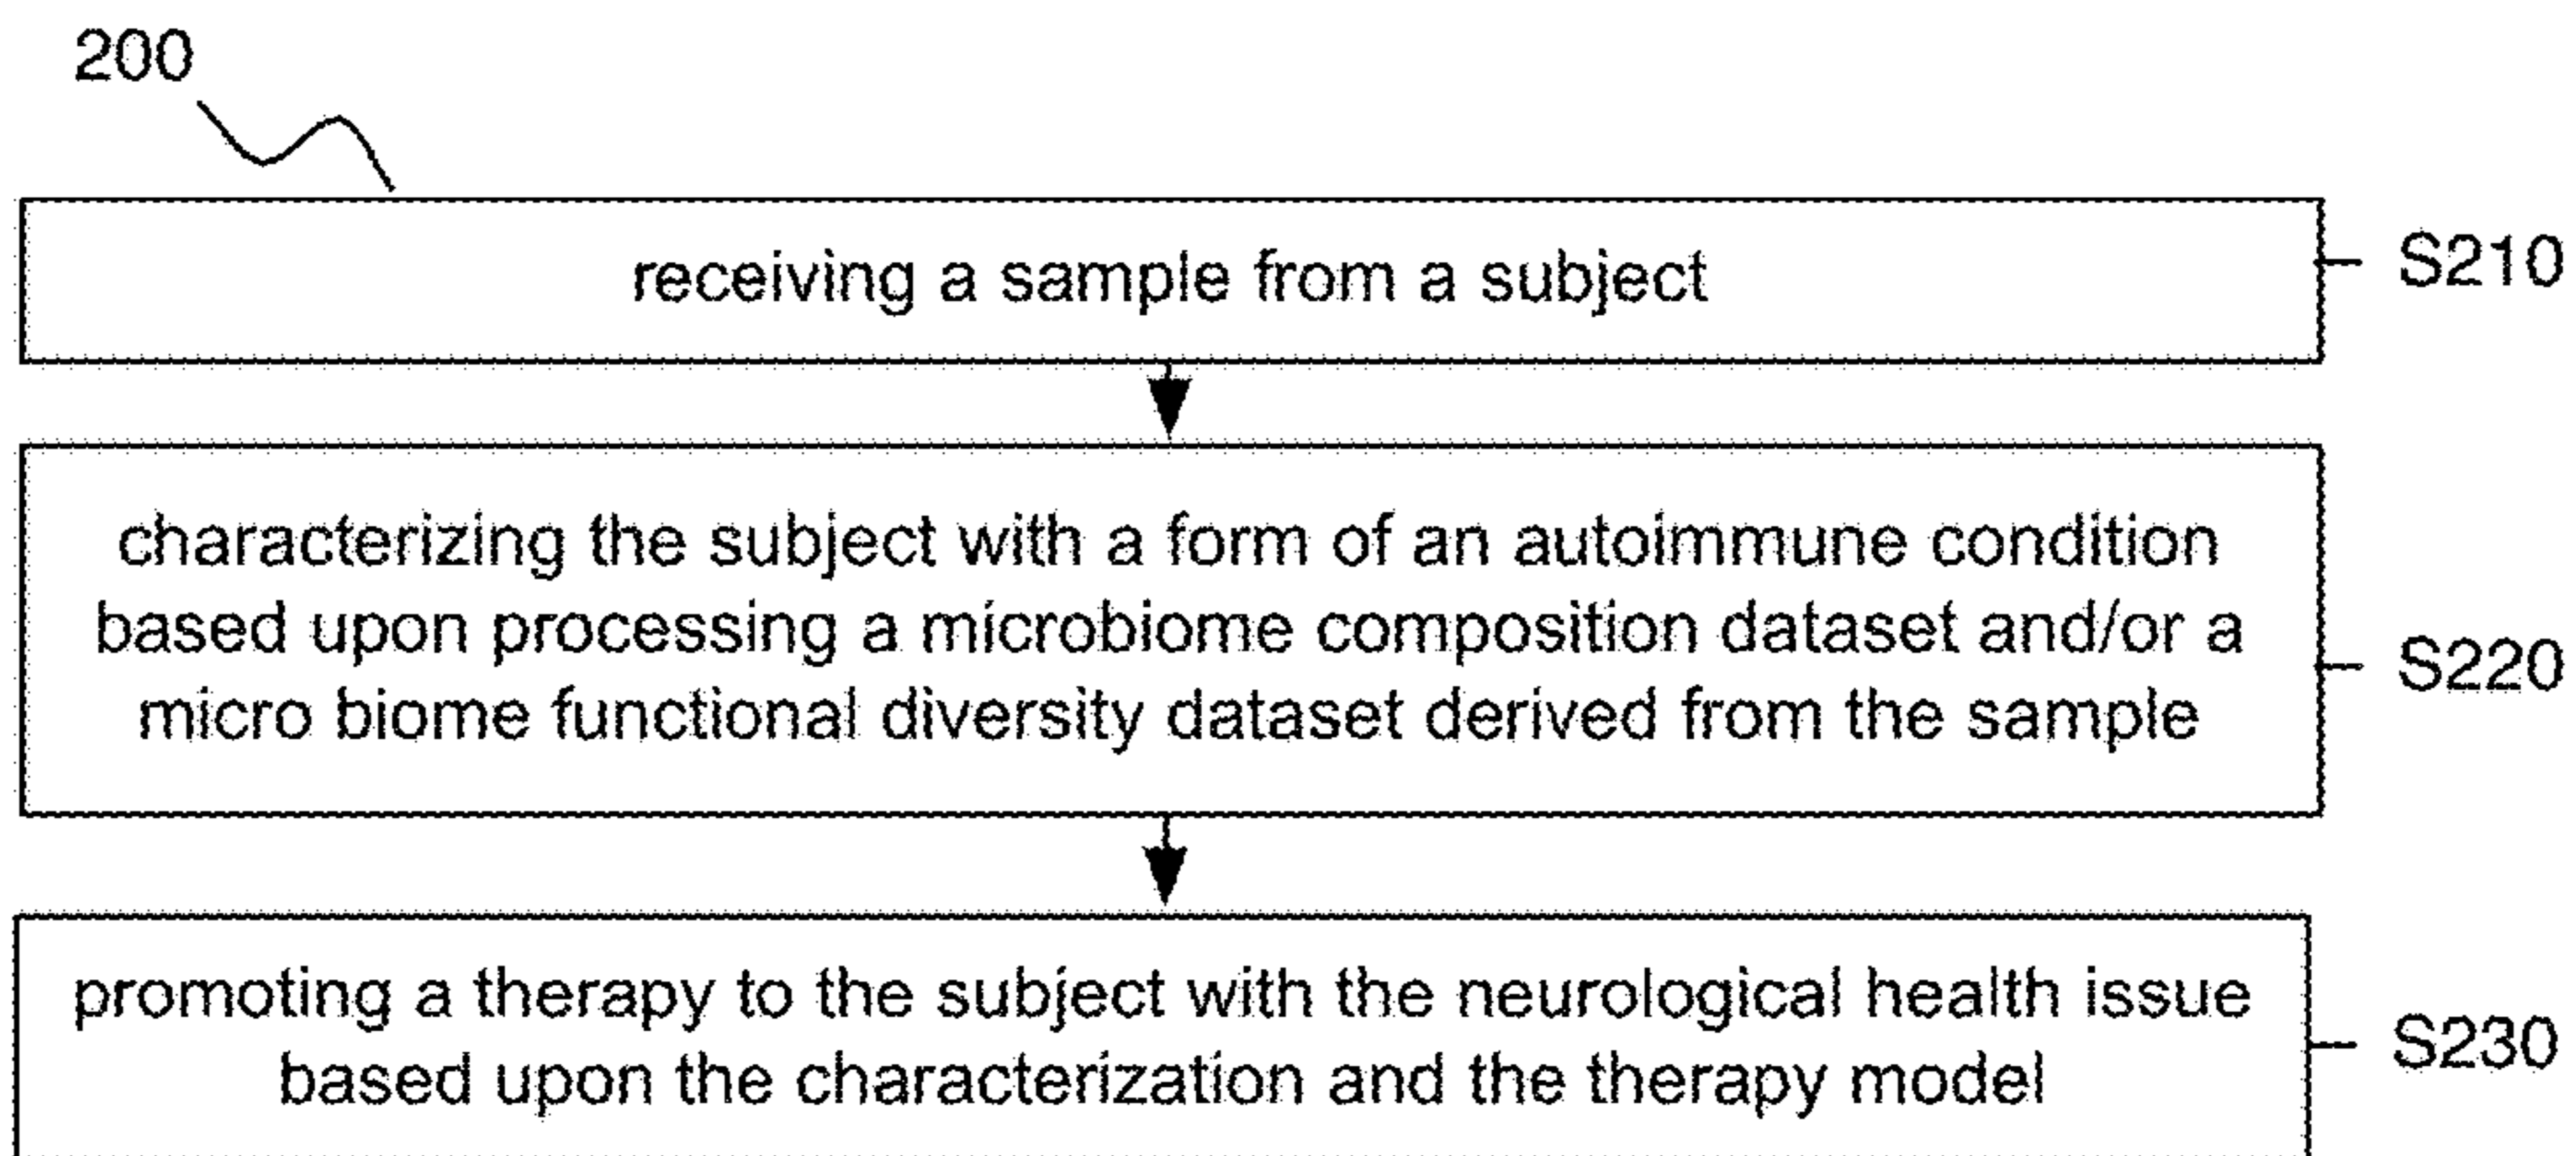 200
receiving a sample from a subject
S210
characterizing the subject with a form of an autoimmune condition
based upon processing a microbiome composition dataset and/or a
micro biome functional diversity dataset derived from the sample
S220
promoting a therapy to the subject with the neurological health issue
based upon the characterization and the therapy model
S230